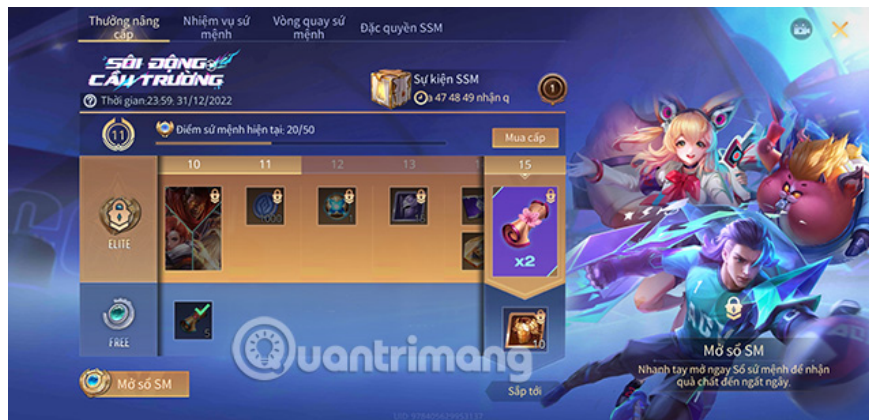 Thưởng nâng cấp
Nhiệm vụ sứ mệnh
Vòng quay sứ mệnh
Đặc quyền SSM
SÔI ĐỘNG
CẦU TRƯỜNG
Thời gian:23:59: 31/12/2022
Sự kiện SSM
a 47 48 49 nhận q
1
11
Điểm sứ mệnh hiện tại: 20/50
Mua cấp
10
11
12
13
15
1000
x2
ELITE
FREE
5
10
Quantrimang
Mở sổ SM
Sắp tới
Mở sổ SM
Nhanh tay mở ngay Sổ sứ mệnh để nhận
quà chất đến ngất ngây.